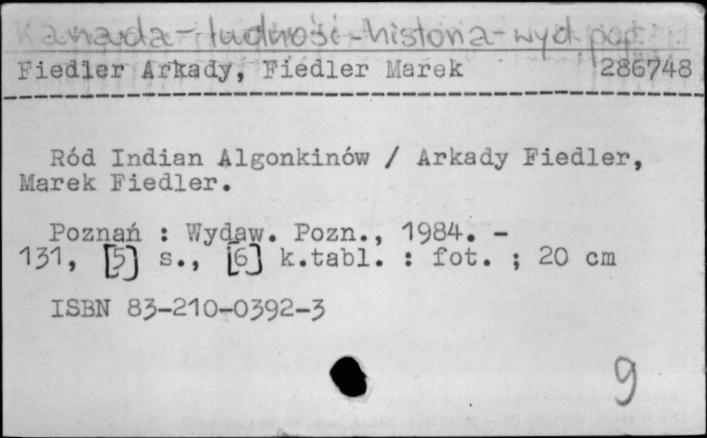 Kanada - ludność - historia - wyd. pop.
Fiedler Arkady, Fiedler Marek 286748
Ród Indian Algonkinów / Arkady Fiedler,
Marek Fiedler.
Poznań : Wydaw. Pozn., 1984. -
131, [5] s., [6] k.tabl. : fot. ; 20 cm
ISBN 83-210-0392-3
9